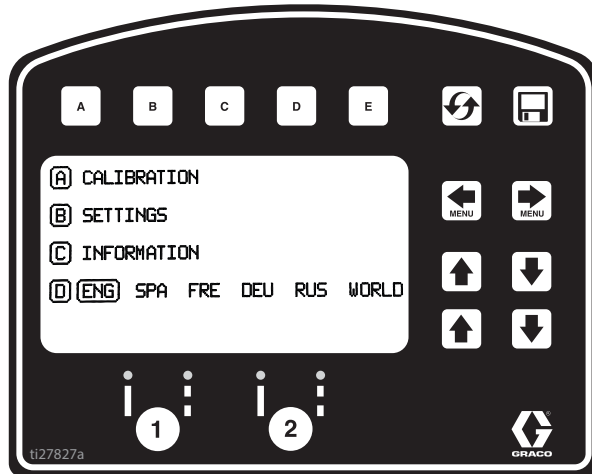 A B C D E
A CALIBRATION
MENU MENU
B SETTINGS
C INFORMATION
D ENG SPA FRE DEU RUS WORLD
1 2
ti27827a
GRACO ®